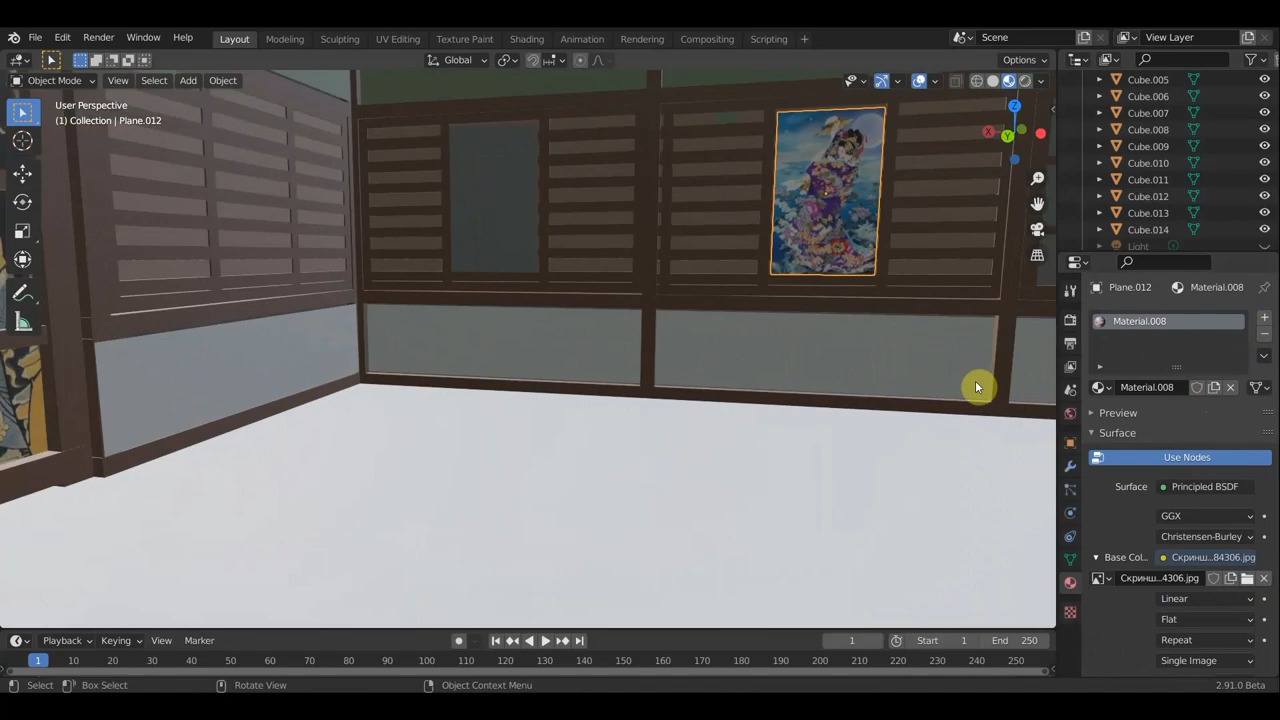 File Edit Render Window Help Layout Modeling Sculpting UV Editing Texture Paint Shading Animation Rendering Compositing Scripting + Scene View Layer
Global Options
Object Mode View Select Add Object
User Perspective
(1) Collection | Plane.012
X Y Z
Cube.005
Cube.006
Cube.007
Cube.008
Cube.009
Cube.010
Cube.011
Cube.012
Cube.013
Cube.014
Light
Plane.012 Material.008
Material.008
Material.008
Preview
Surface
Use Nodes
Surface Principled BSDF
GGX
Christensen-Burley
Base Col... Скринш...84306.jpg
Скринш...4306.jpg
Linear
Flat
Repeat
Single Image
Playback Keying View Marker 1 Start 1 End 250
1 10 20 30 40 50 60 70 80 90 100 110 120 130 140 150 160 170 180 190 200 210 220 230 240 250
Select Box Select Rotate View Object Context Menu 2.91.0 Beta